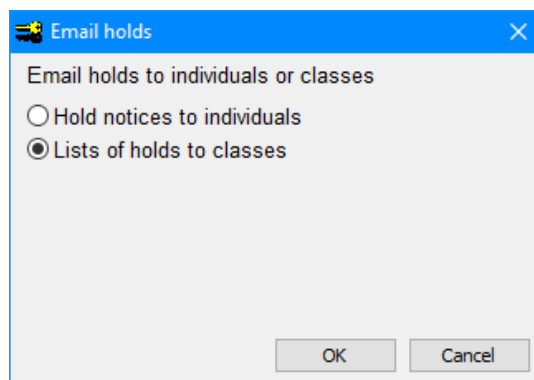 Email holds
Email holds to individuals or classes
Hold notices to individuals
Lists of holds to classes
OK
Cancel